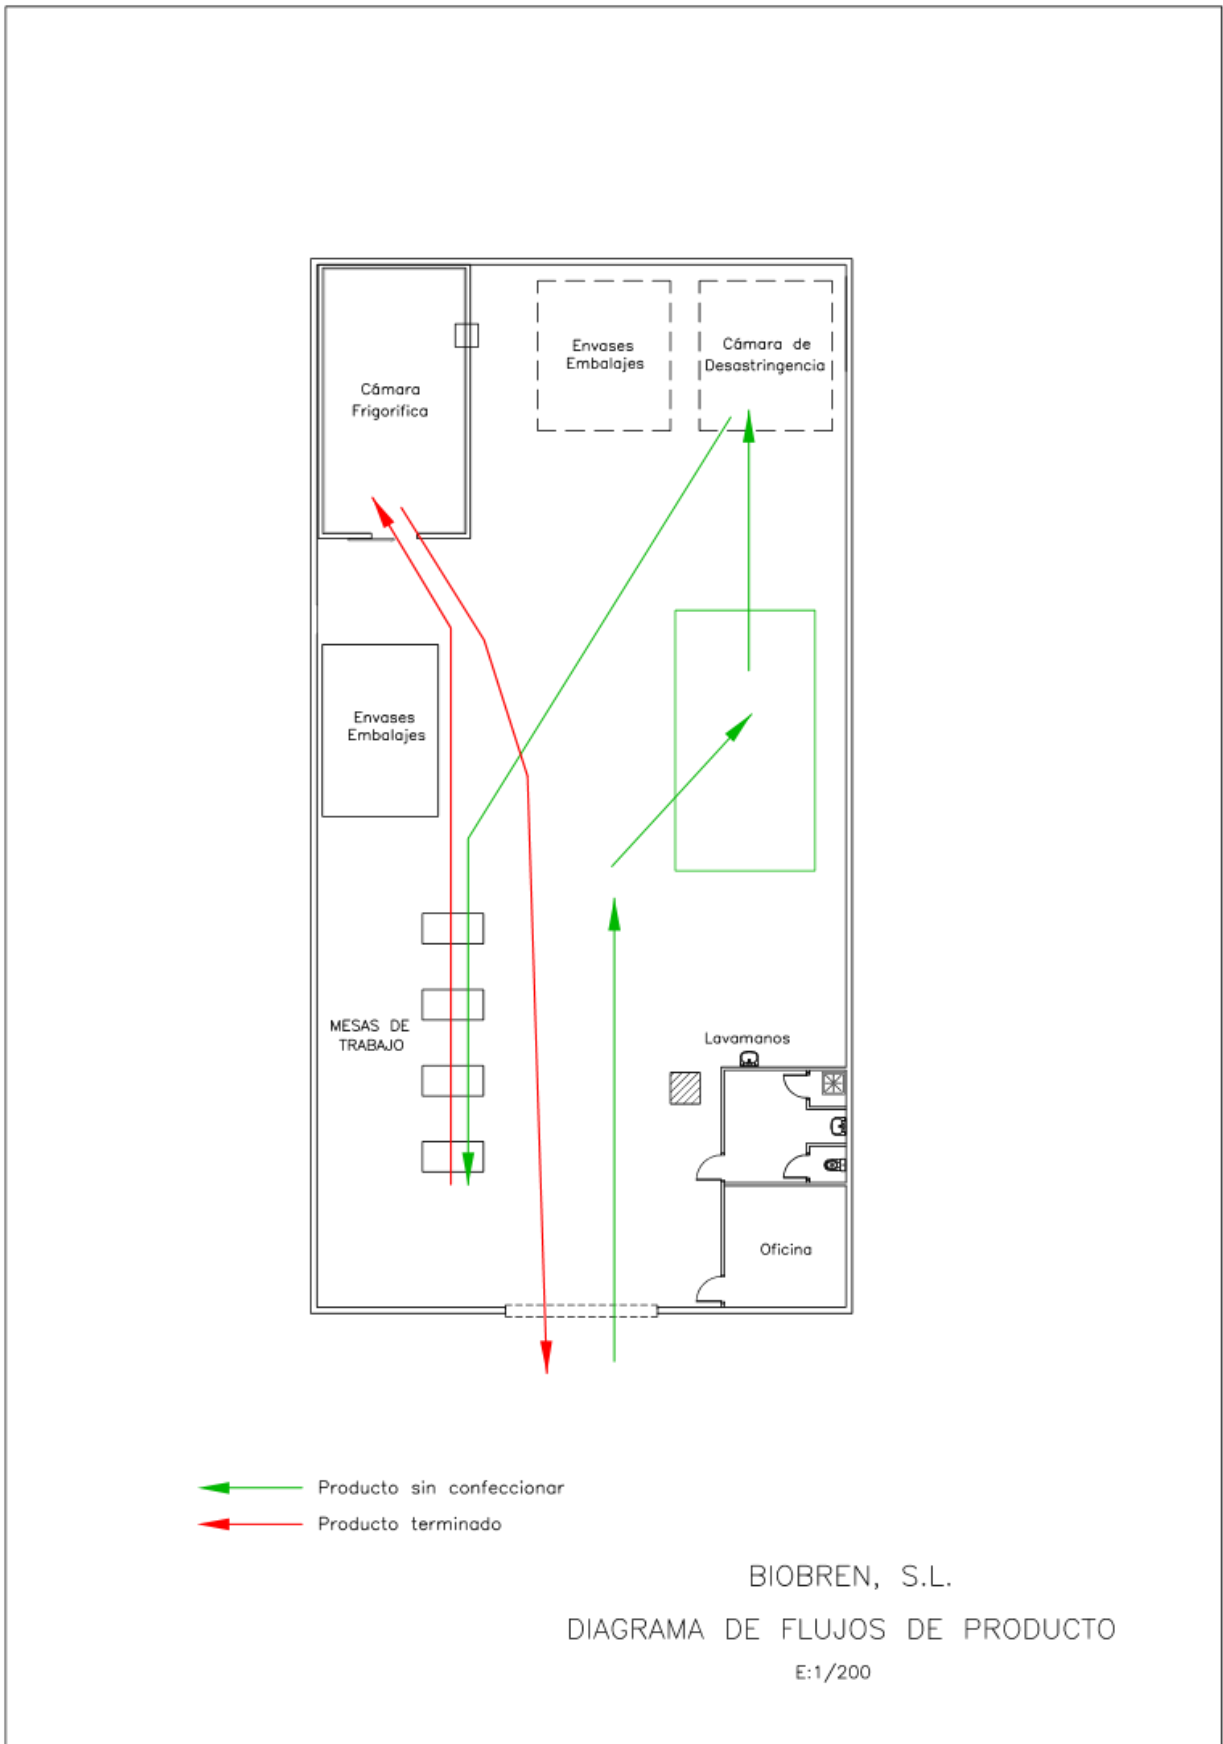 Envases
Embalajes
Cámara de
Desastringencia
Cámara
Frigorifica
Envases
Embalajes
MESAS DE
TRABAJO
Lavamanos
Oficina
Producto sin confeccionar
Producto terminado
BIOBREN, S.L.
DIAGRAMA DE FLUJOS DE PRODUCTO
E:1/200